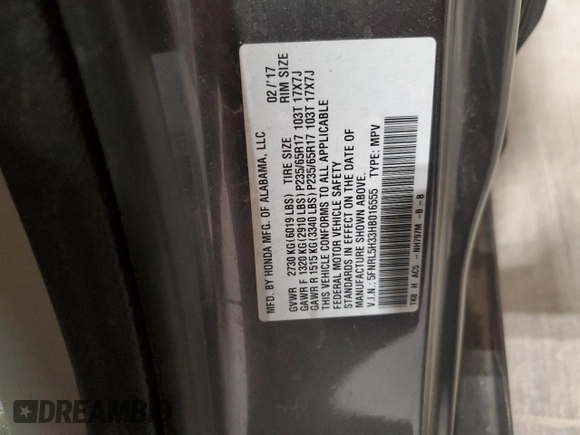 MFD. BY HONDA MFG. OF ALABAMA, LLC 02/'17
GVWR 2730 KG(6019 LBS) TIRE SIZE RIM SIZE
GAWR F 1320 KG(2910 LBS) P235/65R17 103T 17X7J
GAWR R 1515 KG(3340 LBS) P235/65R17 103T 17X7J
THIS VEHICLE CONFORMS TO ALL APPLICABLE
FEDERAL MOTOR VEHICLE SAFETY
STANDARDS IN EFFECT ON THE DATE OF
MANUFACTURE SHOWN ABOVE.
V.I.N.: 5FNRL5H33HB016555 TYPE: MPV
TK8 H AC5 - NH797M -B - B
DREAMBID